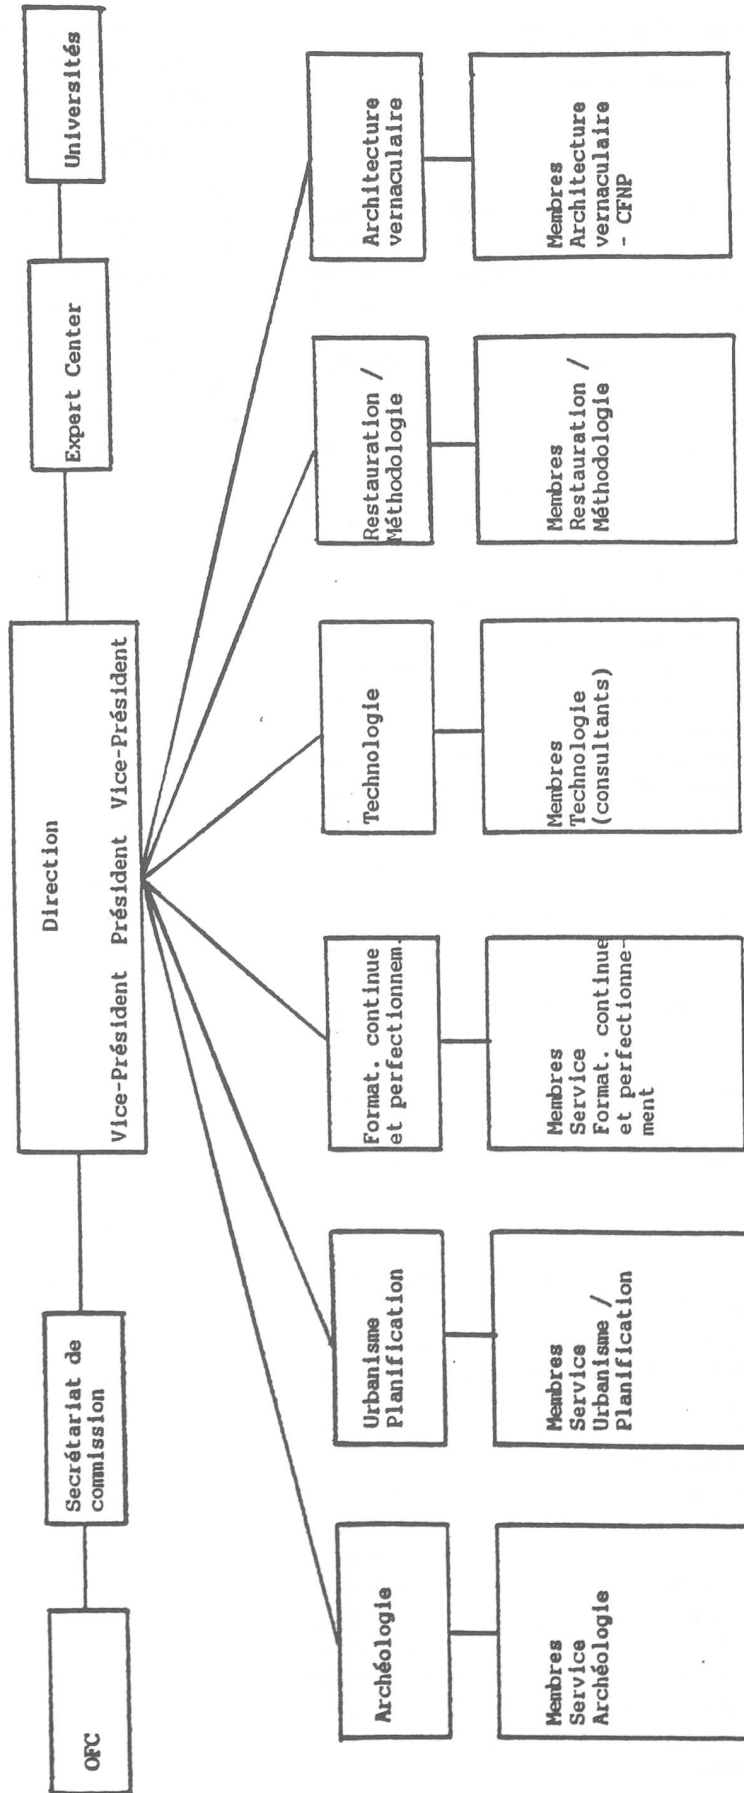 OFC
Secrétariat de
commission
Direction
Vice-Président Président Vice-Président
Expert Center
Universités
Archéologie
Urbanisme
Planification
Format. continue
et perfectionnem.
Technologie
Restauration /
Méthodologie
Architecture
vernaculaire
Membres
Service
Archéologie
Membres
Service
Urbanisme /
Planification
Membres
Service
Format. continue
et perfectionne-
ment
Membres
Technologie
(consultants)
Membres
Restauration /
Méthodologie
Membres
Architecture
vernaculaire
- CFNP